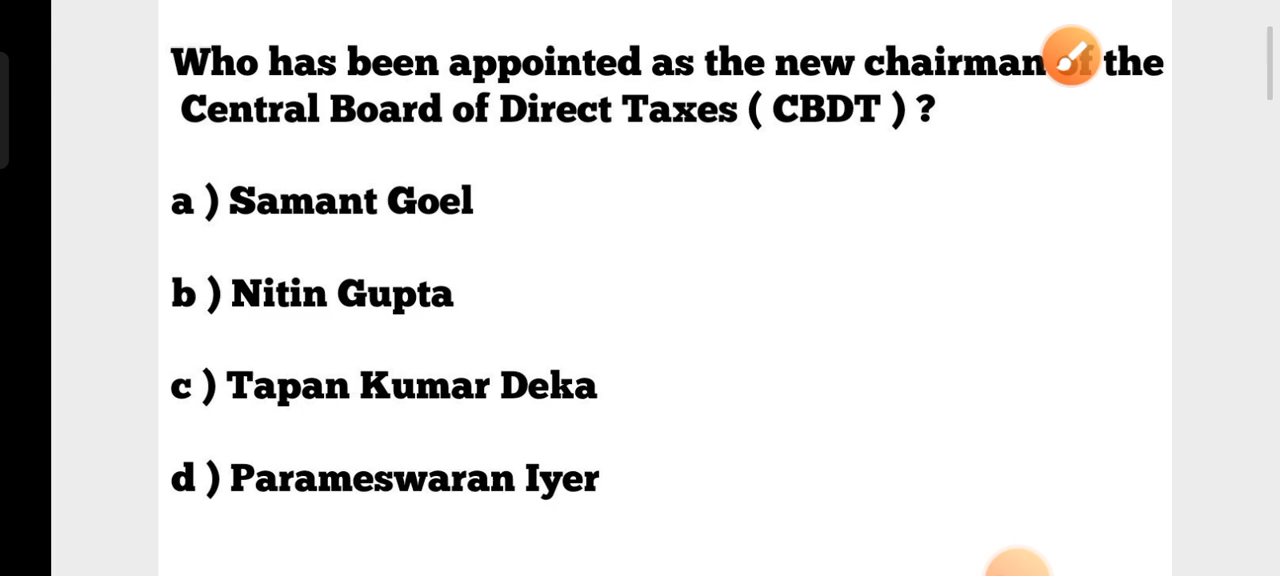 Who has been appointed as the new chairman of the
Central Board of Direct Taxes ( CBDT ) ?
a ) Samant Goel
b ) Nitin Gupta
c ) Tapan Kumar Deka
d ) Parameswaran Iyer